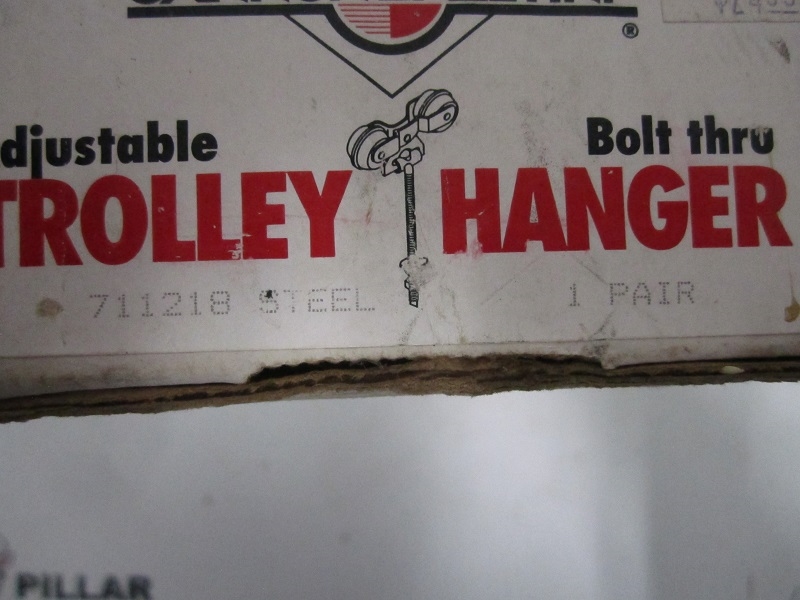 ®
djustable
Bolt thru
TROLLEY HANGER
711218 STEEL
1 PAIR
PILLAR